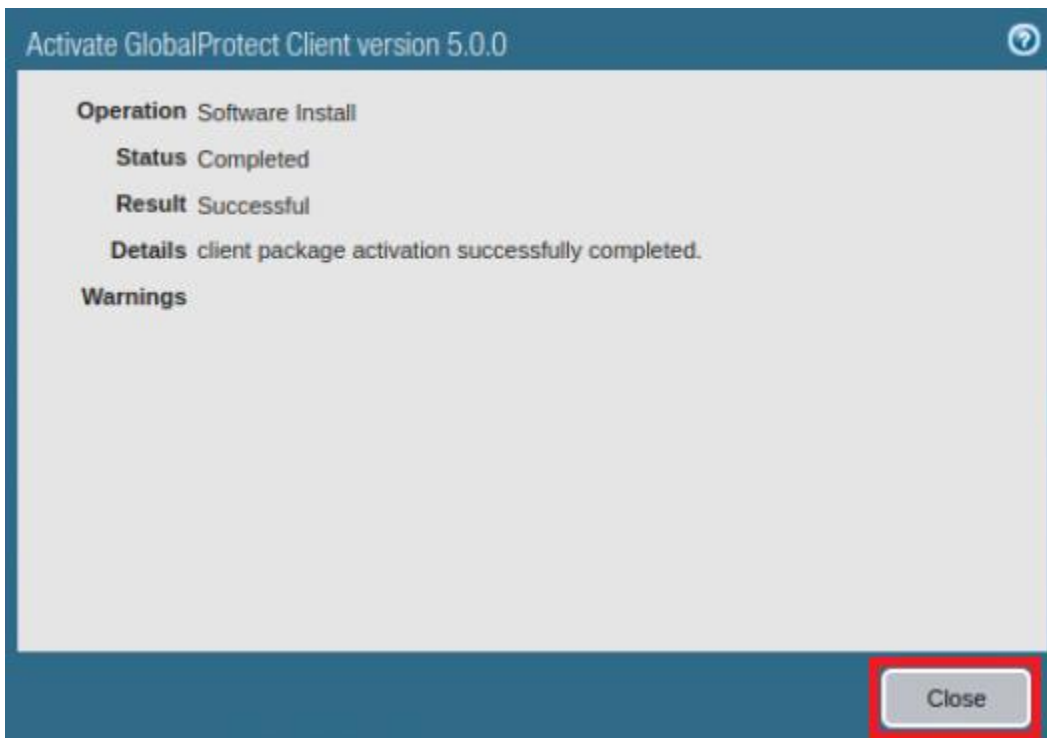 Activate GlobalProtect Client version 5.0.0
Operation Software Install
Status Completed
Result Successful
Details client package activation successfully completed.
Warnings
Close